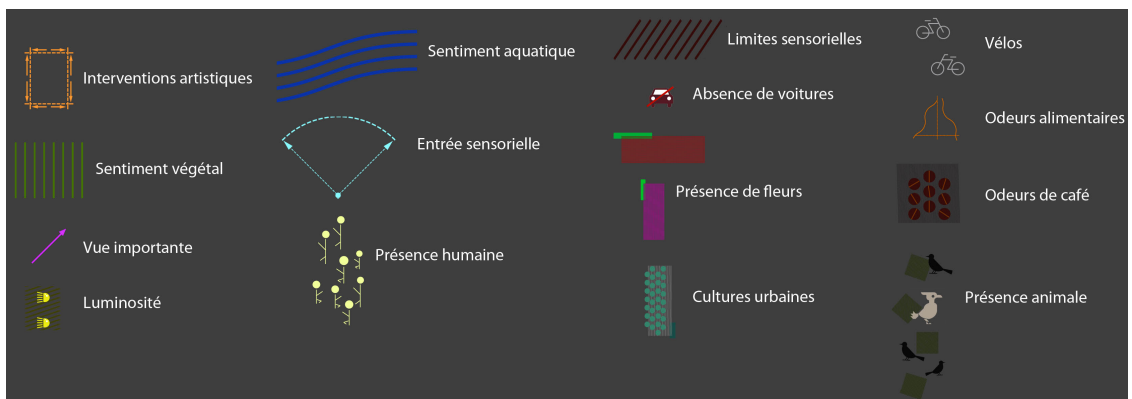 Interventions artistiques
Sentiment végétal
Vue importante
Luminosité
Sentiment aquatique
Entrée sensorielle
Présence humaine
Limites sensorielles
Absence de voitures
Présence de fleurs
Cultures urbaines
Vélos
Odeurs alimentaires
Odeurs de café
Présence animale